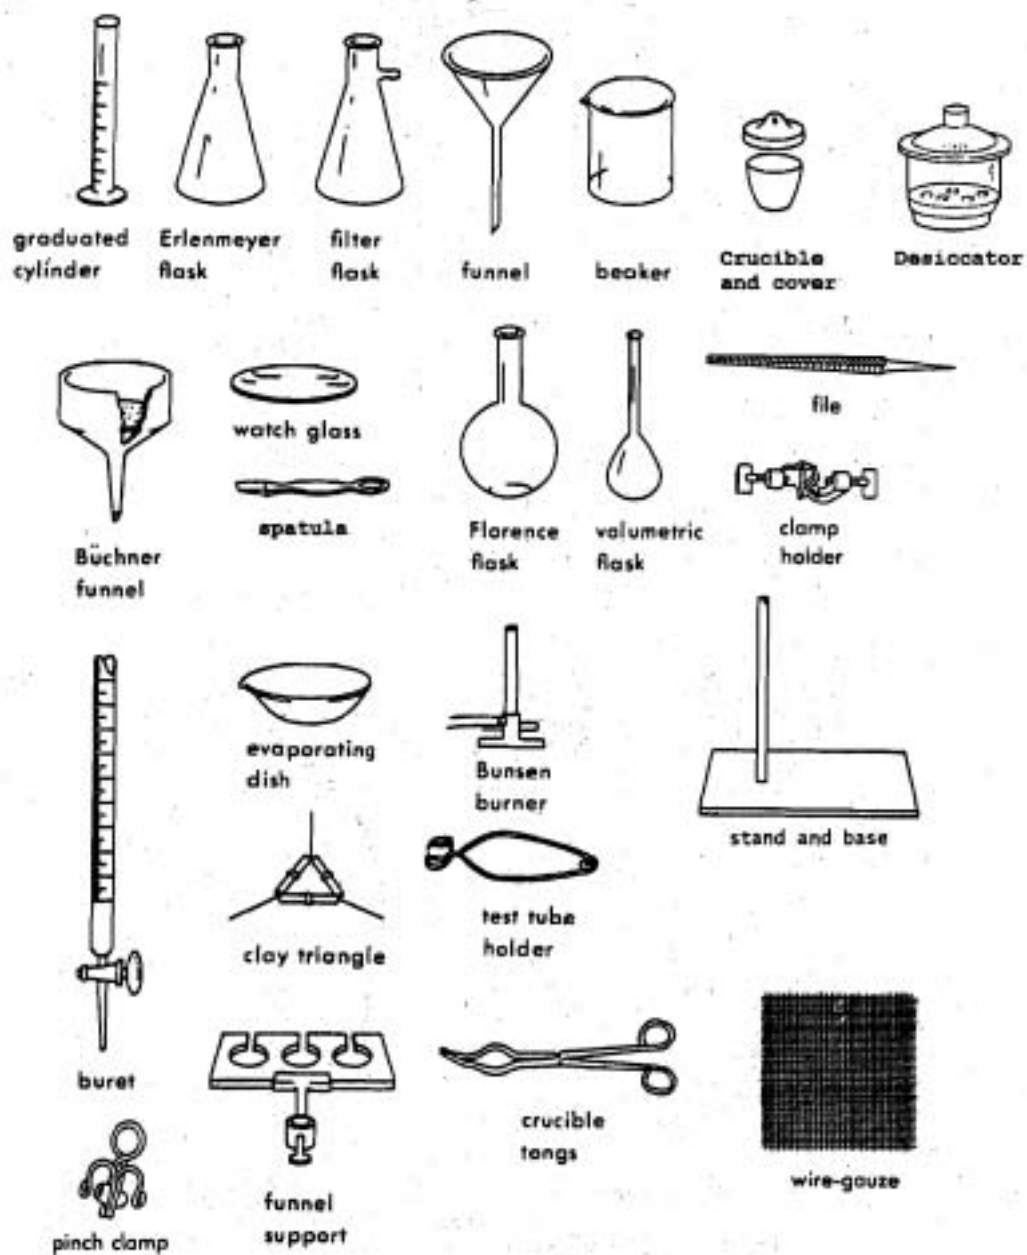 graduated
cylinder
Erlenmeyer
flask
filter
flask
funnel
beaker
Crucible
and cover
Desiccator
Büchner
funnel
watch glass
spatula
Florence
flask
volumetric
flask
file
clamp
holder
buret
evaporating
dish
Bunsen
burner
stand and base
clay triangle
test tube
holder
pinch clamp
funnel
support
crucible
tongs
wire-gauze